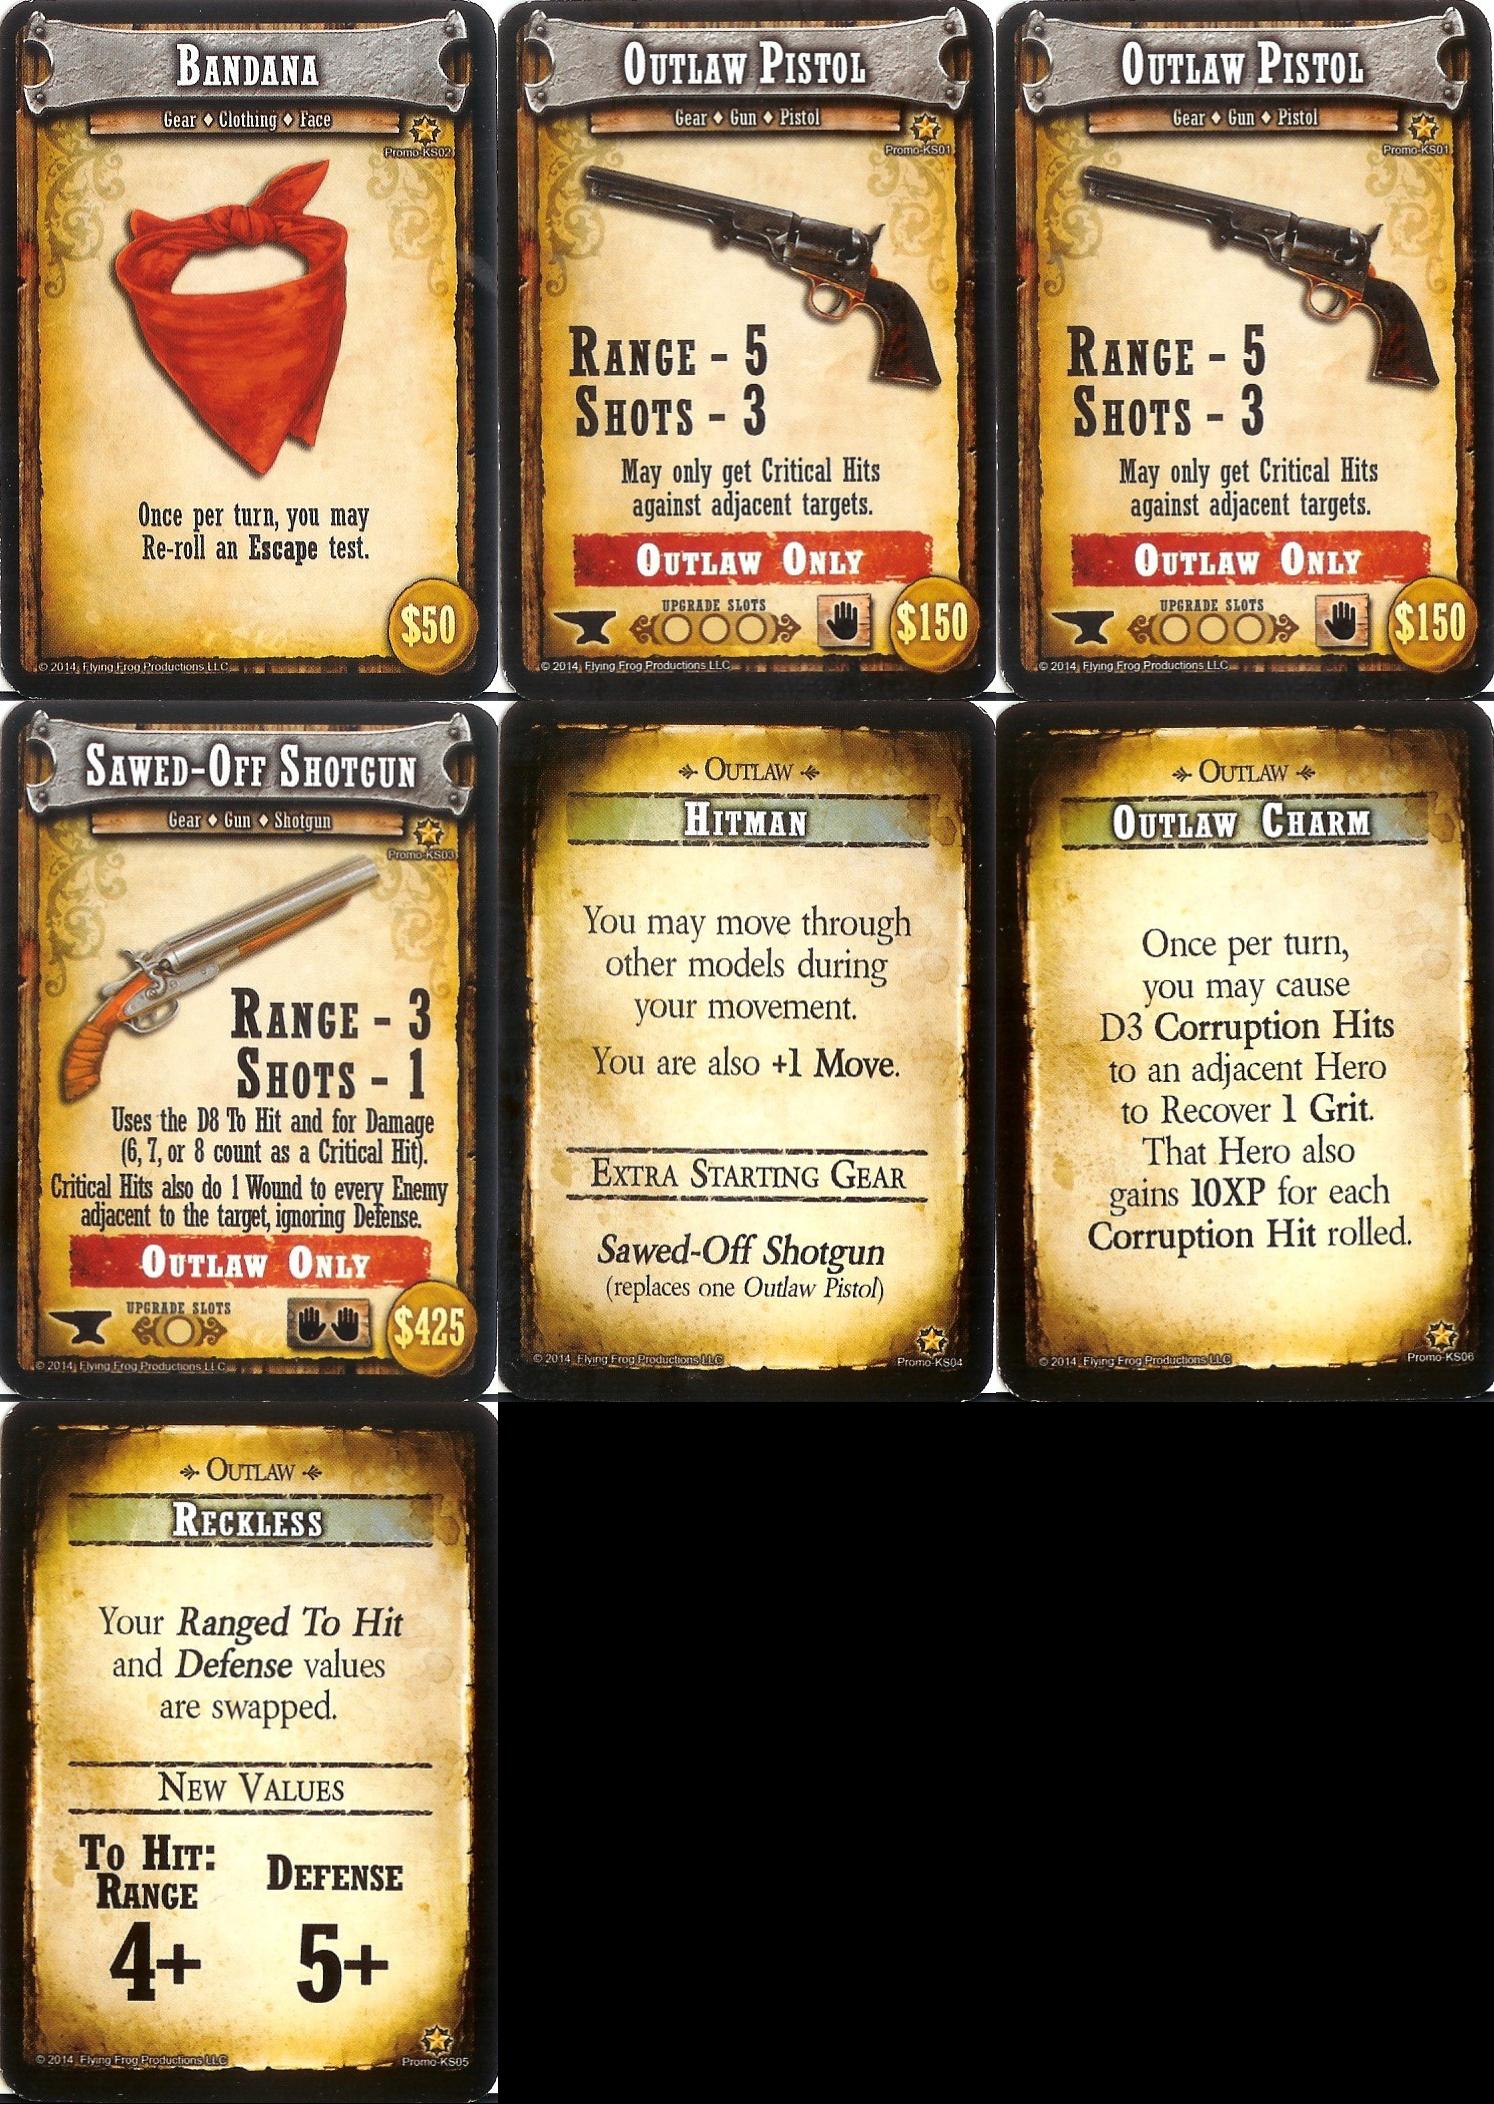 BANDANA
Gear ♦ Clothing ♦ Face
Promo-KS02
Once per turn, you may
Re-roll an Escape test.
$50
© 2014, Flying Frog Productions LLC
OUTLAW PISTOL
Gear ♦ Gun ♦ Pistol
Promo-KS01
RANGE - 5
SHOTS - 3
May only get Critical Hits
against adjacent targets.
OUTLAW ONLY
UPGRADE SLOTS
$150
© 2014, Flying Frog Productions LLC
OUTLAW PISTOL
Gear ♦ Gun ♦ Pistol
Promo-KS01
RANGE - 5
SHOTS - 3
May only get Critical Hits
against adjacent targets.
OUTLAW ONLY
UPGRADE SLOTS
$150
© 2014, Flying Frog Productions LLC
SAWED-OFF SHOTGUN
Gear ♦ Gun ♦ Shotgun
Promo-KS03
RANGE - 3
SHOTS - 1
Uses the D8 To Hit and for Damage
(6, 7, or 8 count as a Critical Hit).
Critical Hits also do 1 Wound to every Enemy
adjacent to the target, ignoring Defense.
OUTLAW ONLY
UPGRADE SLOTS
$425
© 2014, Flying Frog Productions LLC
OUTLAW
HITMAN
You may move through
other models during
your movement.
You are also +1 Move.
EXTRA STARTING GEAR
Sawed-Off Shotgun
(replaces one Outlaw Pistol)
© 2014, Flying Frog Productions LLC
Promo-KS04
OUTLAW
OUTLAW CHARM
Once per turn,
you may cause
D3 Corruption Hits
to an adjacent Hero
to Recover 1 Grit.
That Hero also
gains 10XP for each
Corruption Hit rolled.
© 2014, Flying Frog Productions LLC
Promo-KS06
OUTLAW
RECKLESS
Your Ranged To Hit
and Defense values
are swapped.
NEW VALUES
TO HIT:
RANGE
4+
DEFENSE
5+
© 2014, Flying Frog Productions LLC
Promo-KS05